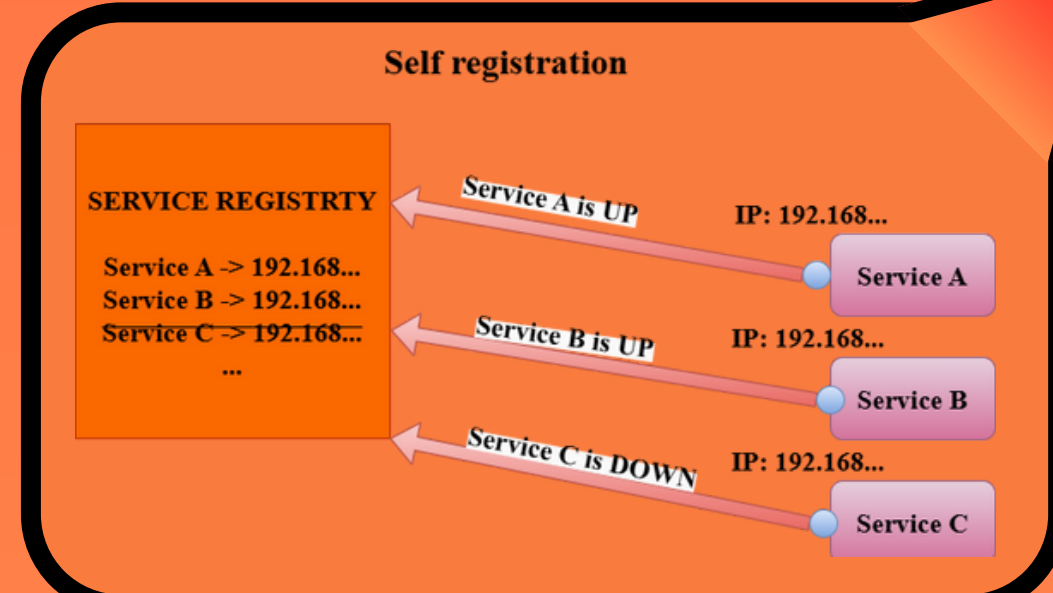 Self registration
SERVICE REGISTRTY
Service A -> 192.168...
Service B -> 192.168...
Service C -> 192.168...
...
Service A is UP
IP: 192.168...
Service A
Service B is UP
IP: 192.168...
Service B
Service C is DOWN
IP: 192.168...
Service C